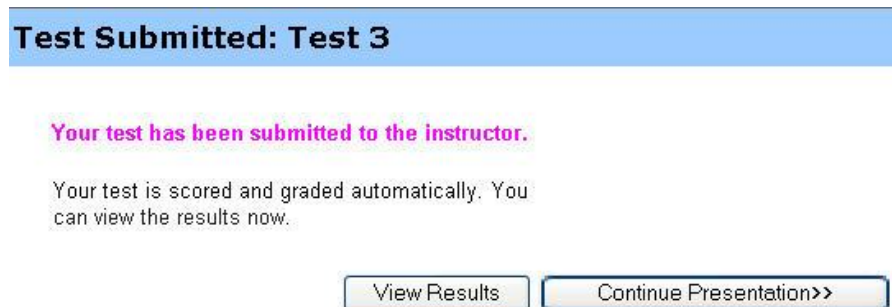 Test Submitted: Test 3
Your test has been submitted to the instructor.
Your test is scored and graded automatically. You
can view the results now.
View Results
Continue Presentation>>